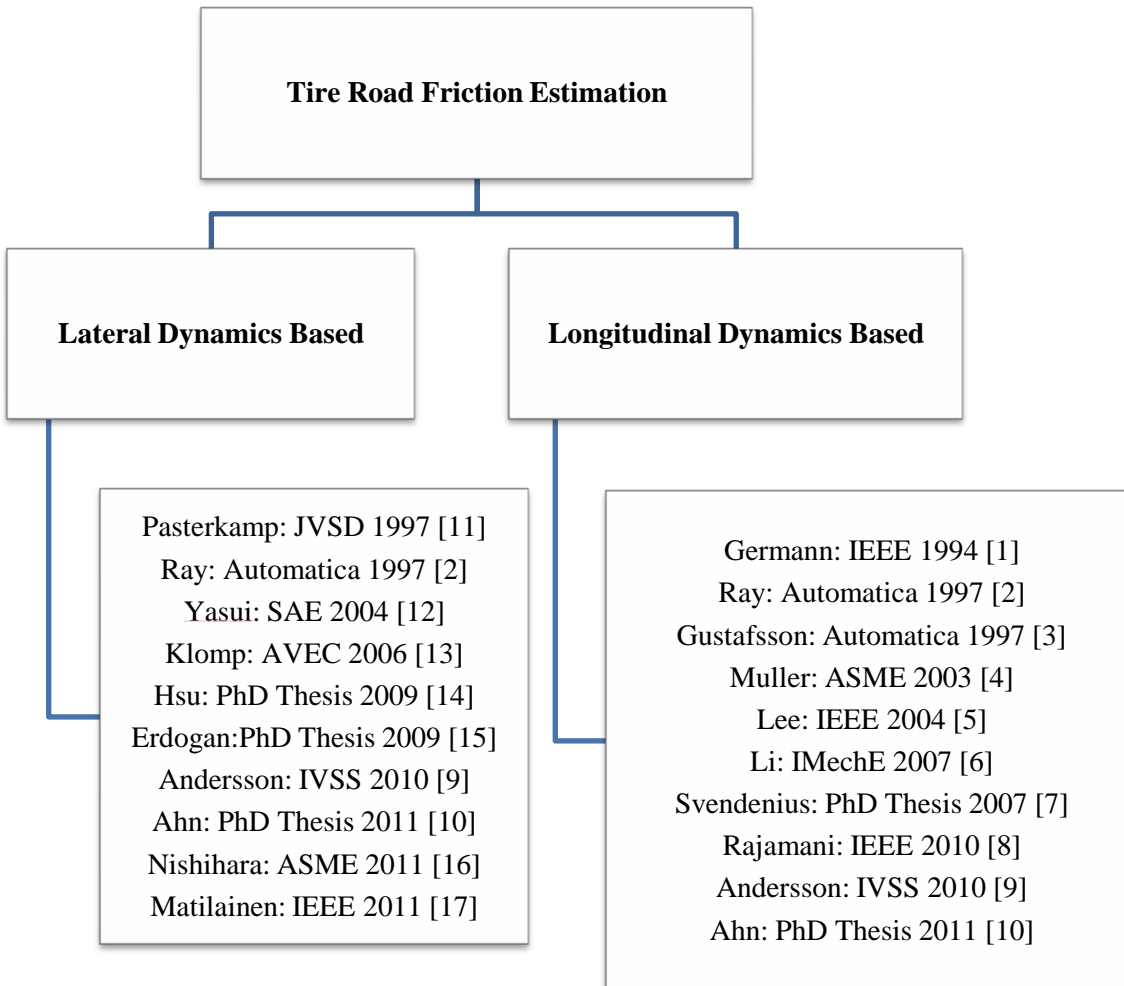 Tire Road Friction Estimation
Lateral Dynamics Based
Longitudinal Dynamics Based
Pasterkamp: JVSD 1997 [11]
Ray: Automatica 1997 [2]
Yasui: SAE 2004 [12]
Klomp: AVEC 2006 [13]
Hsu: PhD Thesis 2009 [14]
Erdogan:PhD Thesis 2009 [15]
Andersson: IVSS 2010 [9]
Ahn: PhD Thesis 2011 [10]
Nishihara: ASME 2011 [16]
Matilainen: IEEE 2011 [17]
Germann: IEEE 1994 [1]
Ray: Automatica 1997 [2]
Gustafsson: Automatica 1997 [3]
Muller: ASME 2003 [4]
Lee: IEEE 2004 [5]
Li: IMechE 2007 [6]
Svendenius: PhD Thesis 2007 [7]
Rajamani: IEEE 2010 [8]
Andersson: IVSS 2010 [9]
Ahn: PhD Thesis 2011 [10]